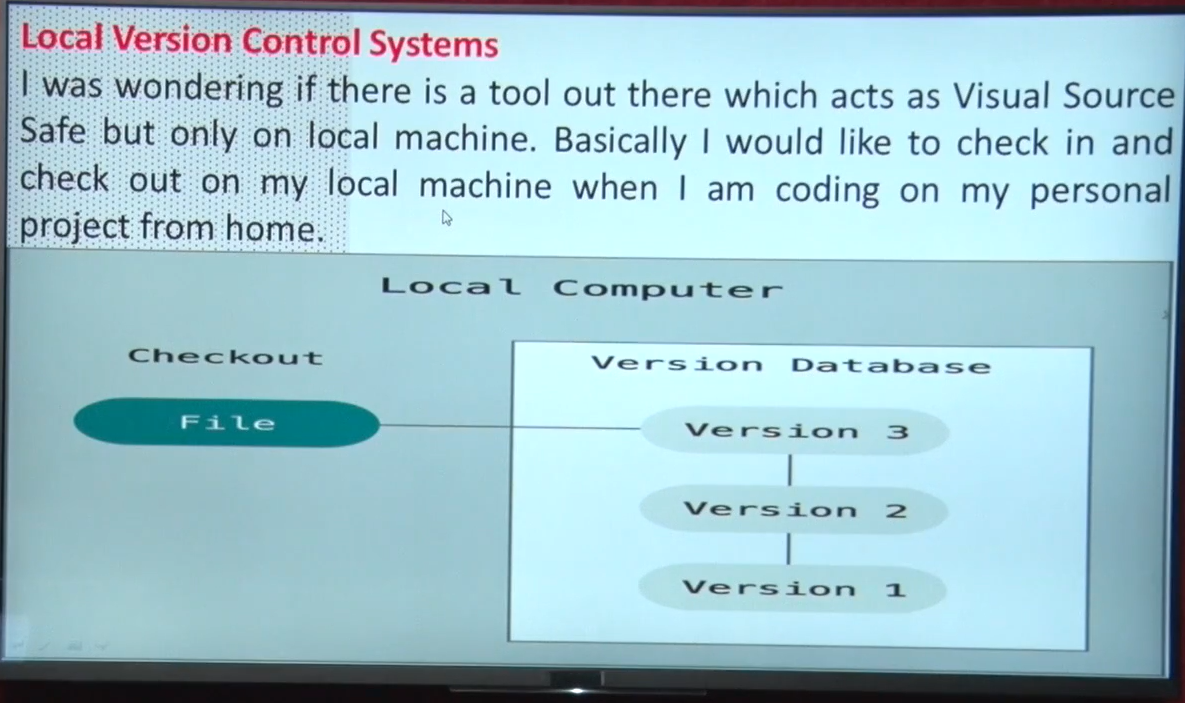 Local Version Control Systems
I was wondering if there is a tool out there which acts as Visual Source
Safe but only on local machine. Basically I would like to check in and
check out on my local machine when I am coding on my personal
project from home.
Local Computer
Checkout
Version Database
File
Version 3
Version 2
Version 1